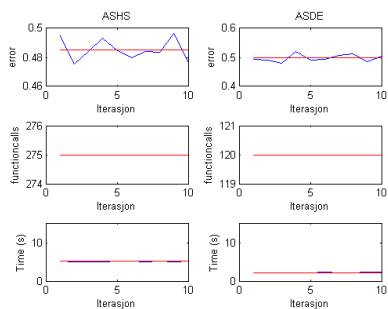 ASHS
ASDE
error
0.5
0.48
0.46
0
5
10
Iterasjon
error
0.6
0.5
0.4
0
5
10
Iterasjon
functioncalls
276
275
274
0
5
10
Iterasjon
functioncalls
121
120
119
0
5
10
Iterasjon
Time (s)
10
0
0
5
10
Iterasjon
Time (s)
10
0
0
5
10
Iterasjon